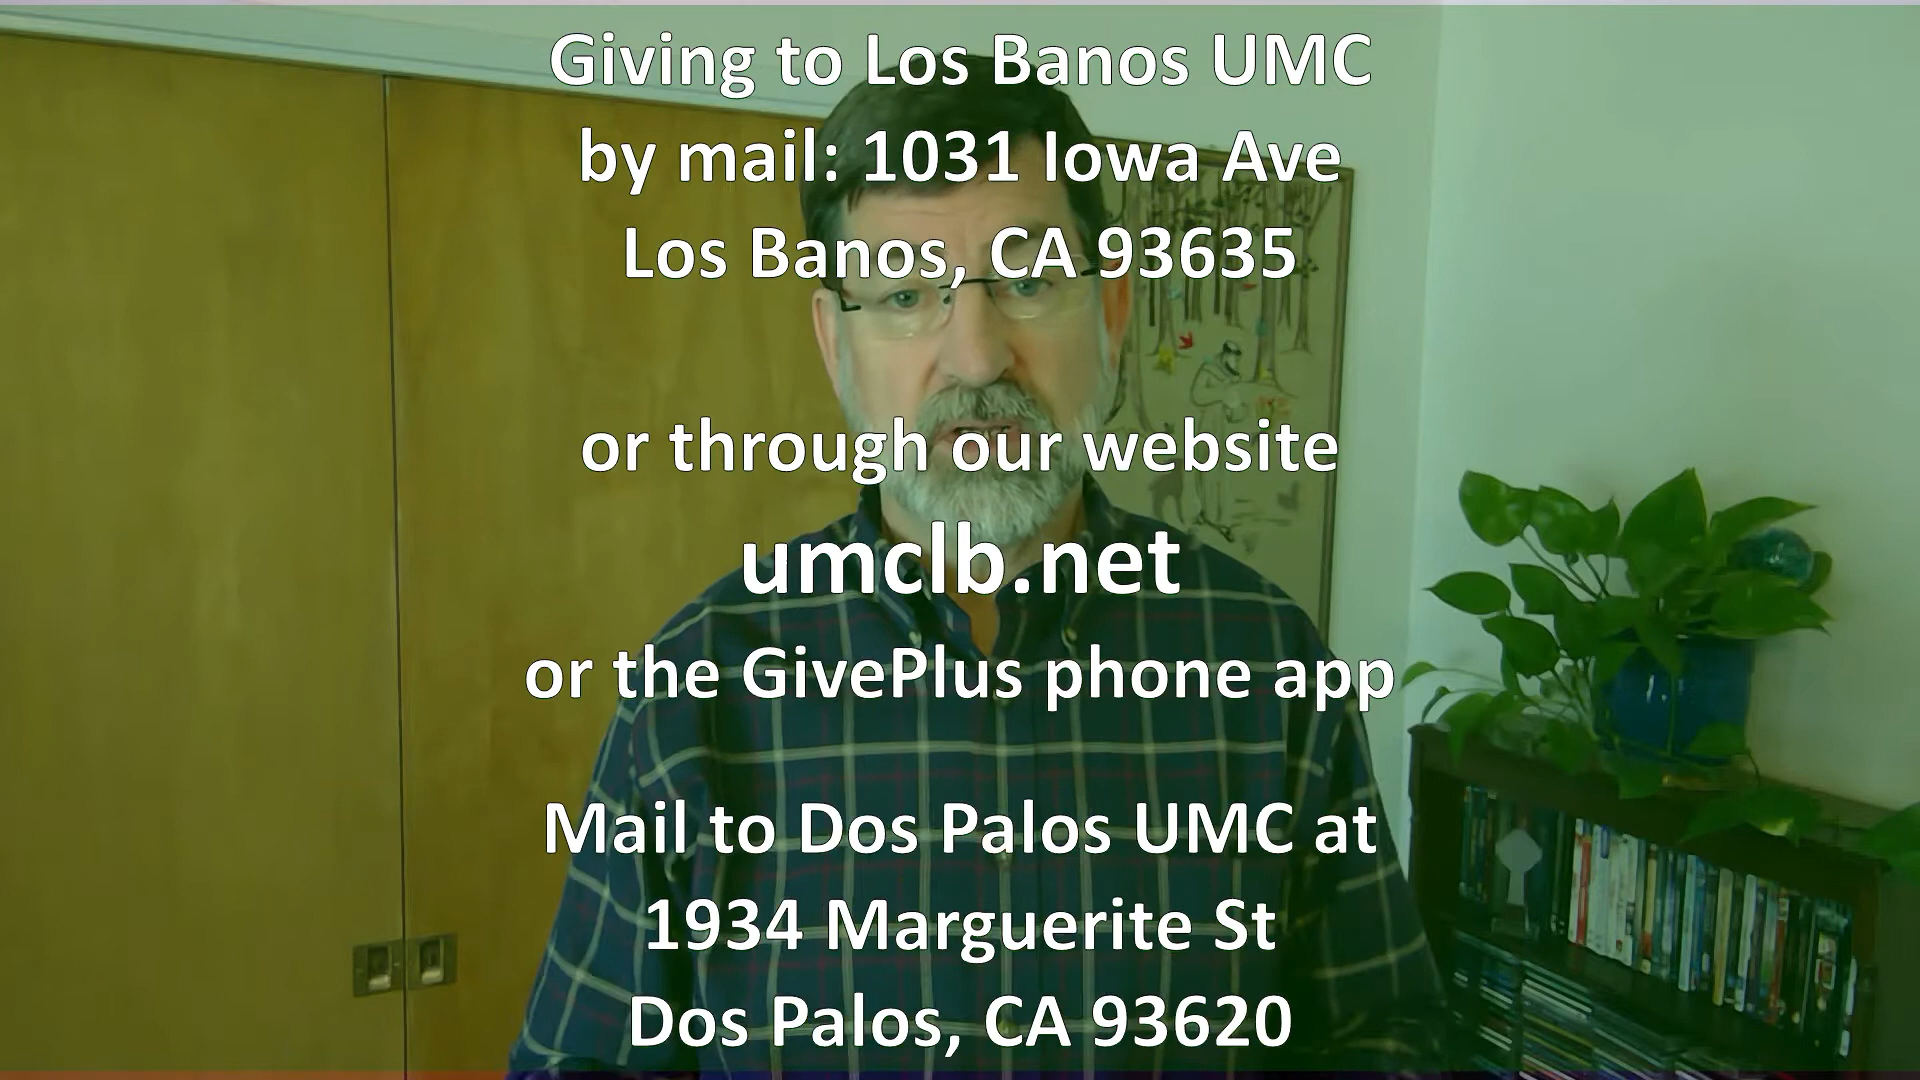 Giving to Los Banos UMC
by mail: 1031 Iowa Ave
Los Banos, CA 93635
or through our website
umclb.net
or the GivePlus phone app
Mail to Dos Palos UMC at
1934 Marguerite St
Dos Palos, CA 93620